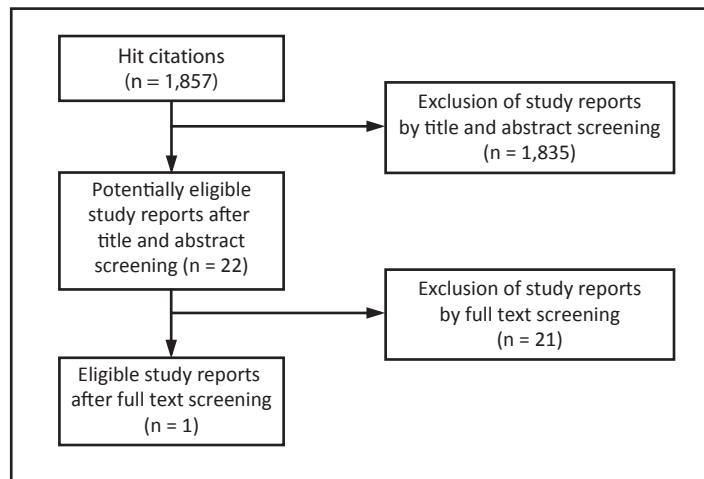 Hit citations
(n = 1,857)
Exclusion of study reports
by title and abstract screening
(n = 1,835)
Potentially eligible
study reports after
title and abstract
screening (n = 22)
Exclusion of study reports
by full text screening
(n = 21)
Eligible study reports
after full text screening
(n = 1)